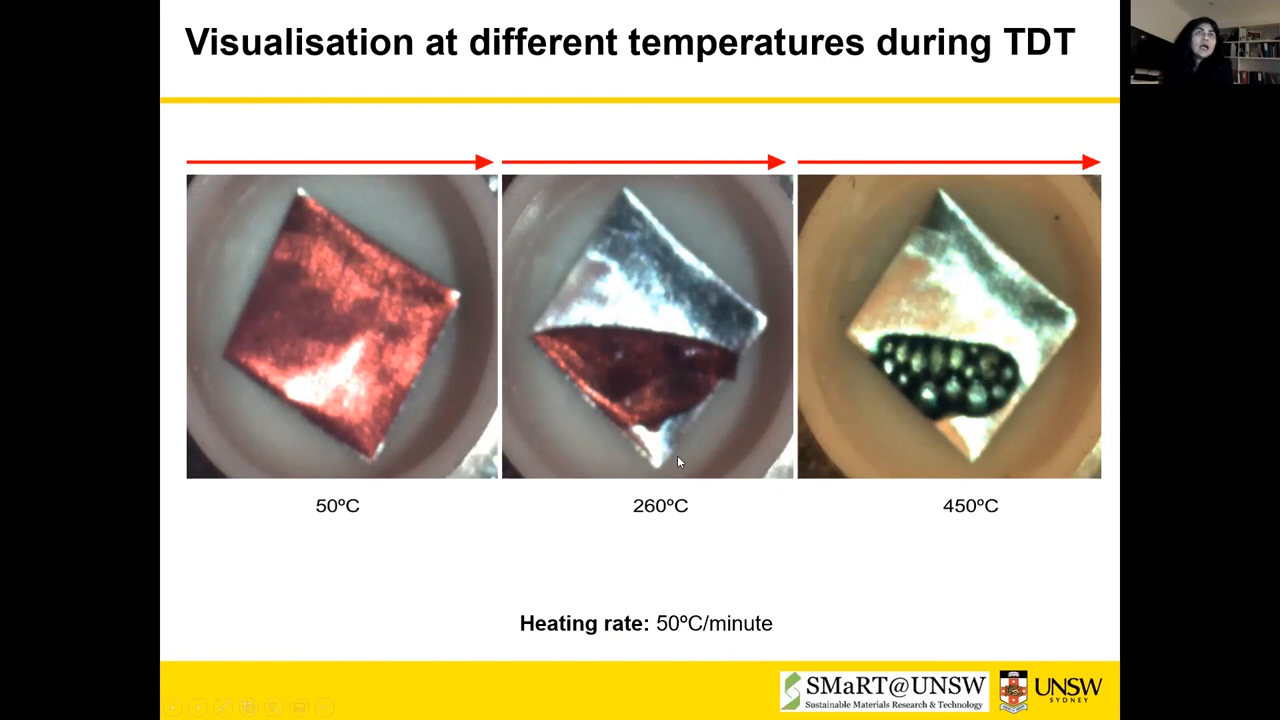 Visualisation at different temperatures during TDT
50ºC
260ºC
450ºC
Heating rate: 50ºC/minute
SMaRT@UNSW
Sustainable Materials Research & Technology
UNSW
SYDNEY